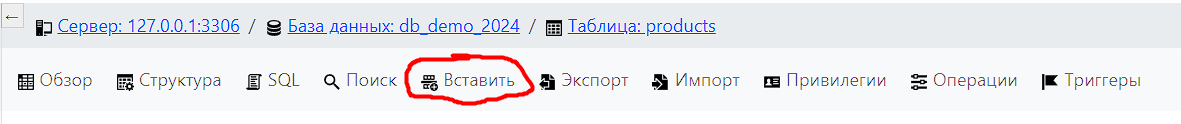 Сервер: 127.0.0.1:3306 / База данных: db_demo_2024 / Таблица: products
Обзор Структура SQL Поиск Вставить Экспорт Импорт Привилегии Операции Триггеры